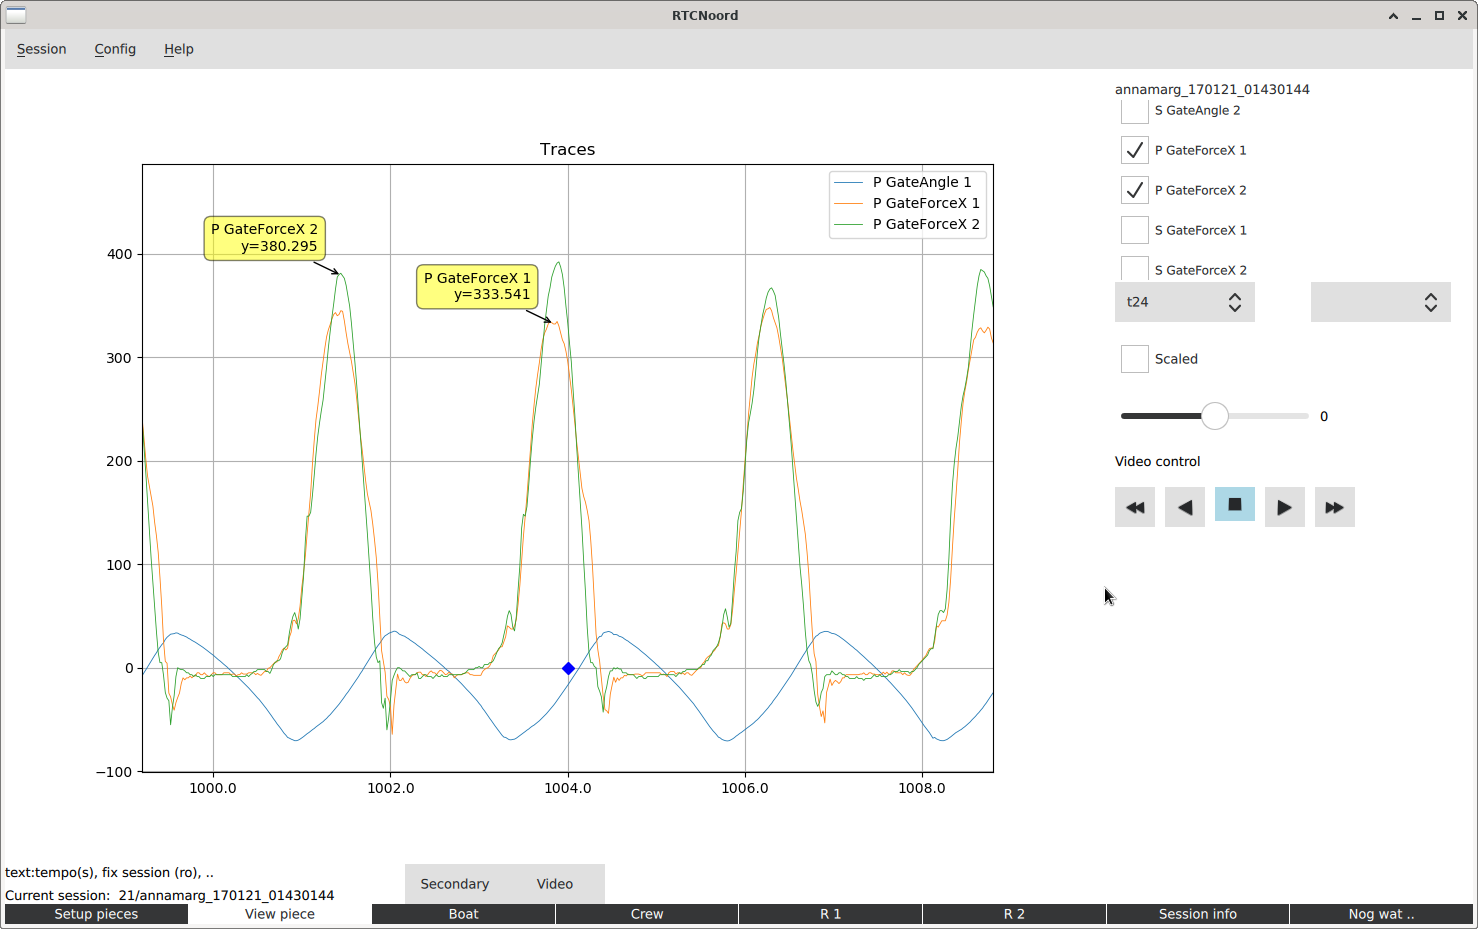 RTCNoord
Session Config Help
annamarg_170121_01430144
S GateAngle 2
P GateForceX 1
P GateForceX 2
S GateForceX 1
S GateForceX 2
t24
Scaled
0
Video control
Traces
P GateAngle 1
P GateForceX 1
P GateForceX 2
P GateForceX 2
y=380.295
P GateForceX 1
y=333.541
400
300
200
100
0
−100
1000.0 1002.0 1004.0 1006.0 1008.0
text:tempo(s), fix session (ro), ..
Current session: 21/annamarg_170121_01430144
Secondary Video
Setup pieces View piece Boat Crew R 1 R 2 Session info Nog wat ..